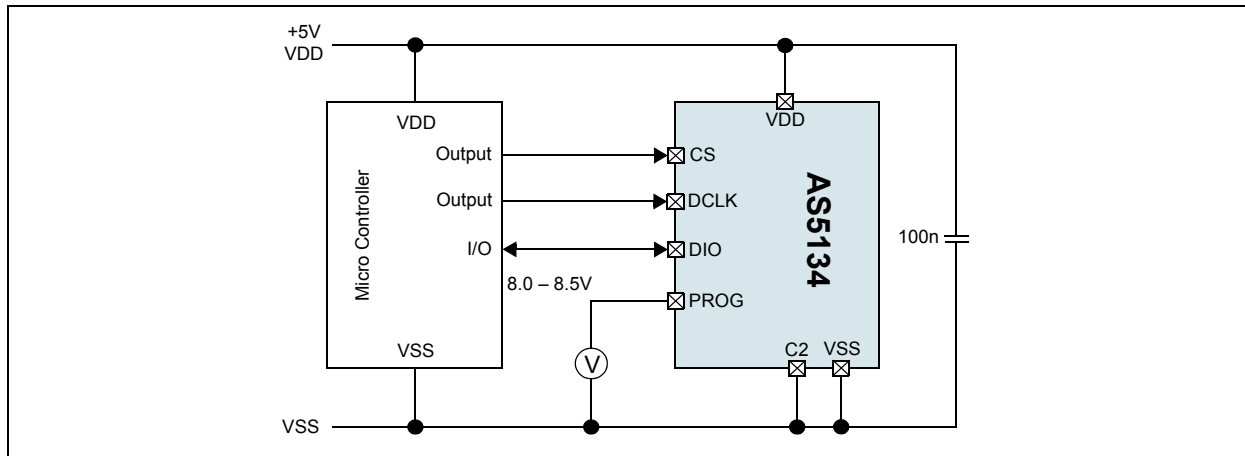 +5V
VDD
VDD
VDD
Micro Controller
Output
CS
Output
DCLK
I/O
DIO
8.0 – 8.5V
PROG
AS5134
100n
VSS
C2
VSS
VSS
V